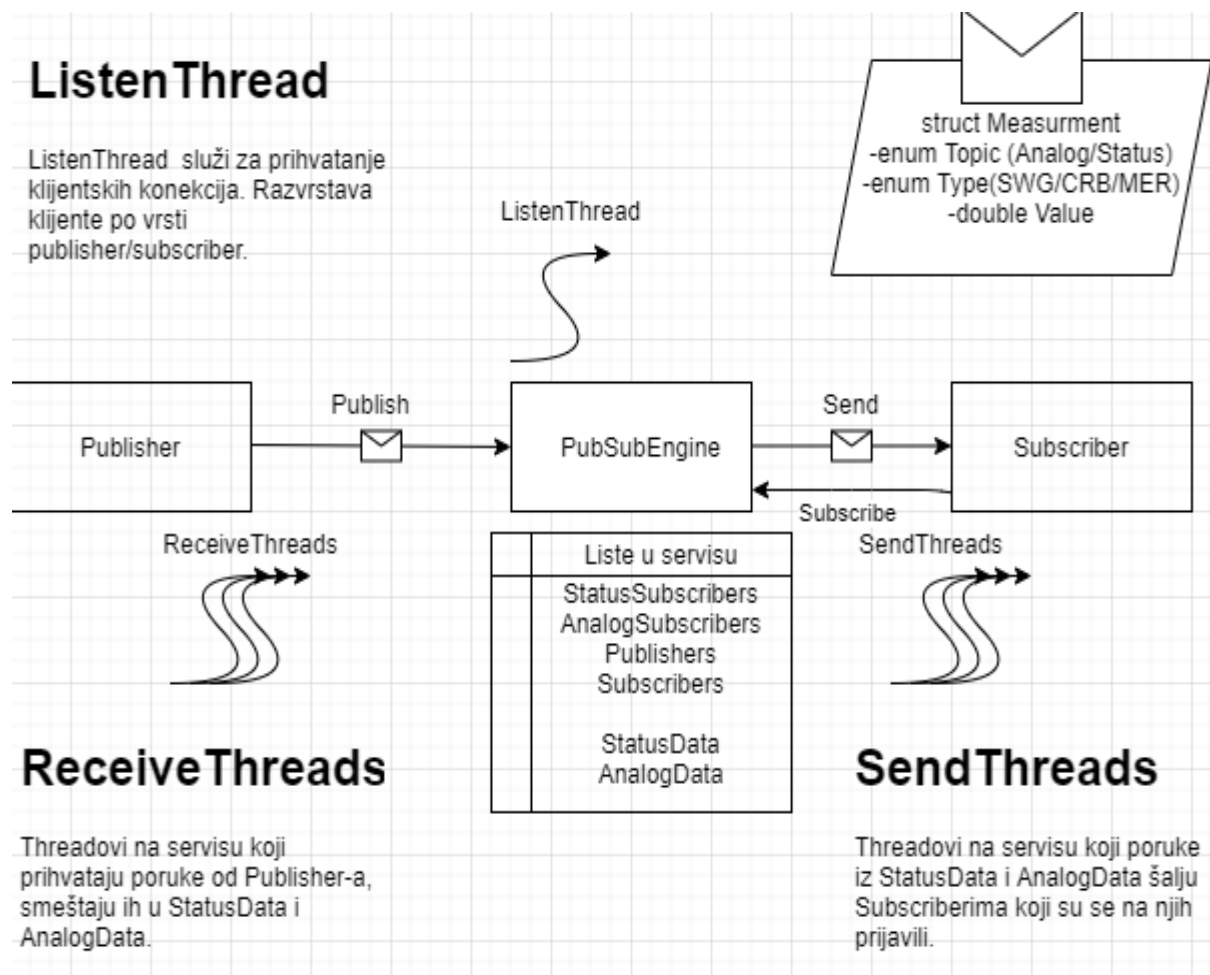 ListenThread
ListenThread služi za prihvatanje
klijentskih konekcija. Razvrstava
klijente po vrsti
publisher/subscriber.
ListenThread
struct Measurment
-enum Topic (Analog/Status)
-enum Type(SWG/CRB/MER)
-double Value
Publisher
Publish
PubSubEngine
Send
Subscriber
Subscribe
ReceiveThreads
Liste u servisu
StatusSubscribers
AnalogSubscribers
Publishers
Subscribers
StatusData
AnalogData
SendThreads
ReceiveThreads
Threadovi na servisu koji
prihvataju poruke od Publisher-a,
smeštaju ih u StatusData i
AnalogData.
SendThreads
Threadovi na servisu koji poruke
iz StatusData i AnalogData šalju
Subscriberima koji su se na njih
prijavili.